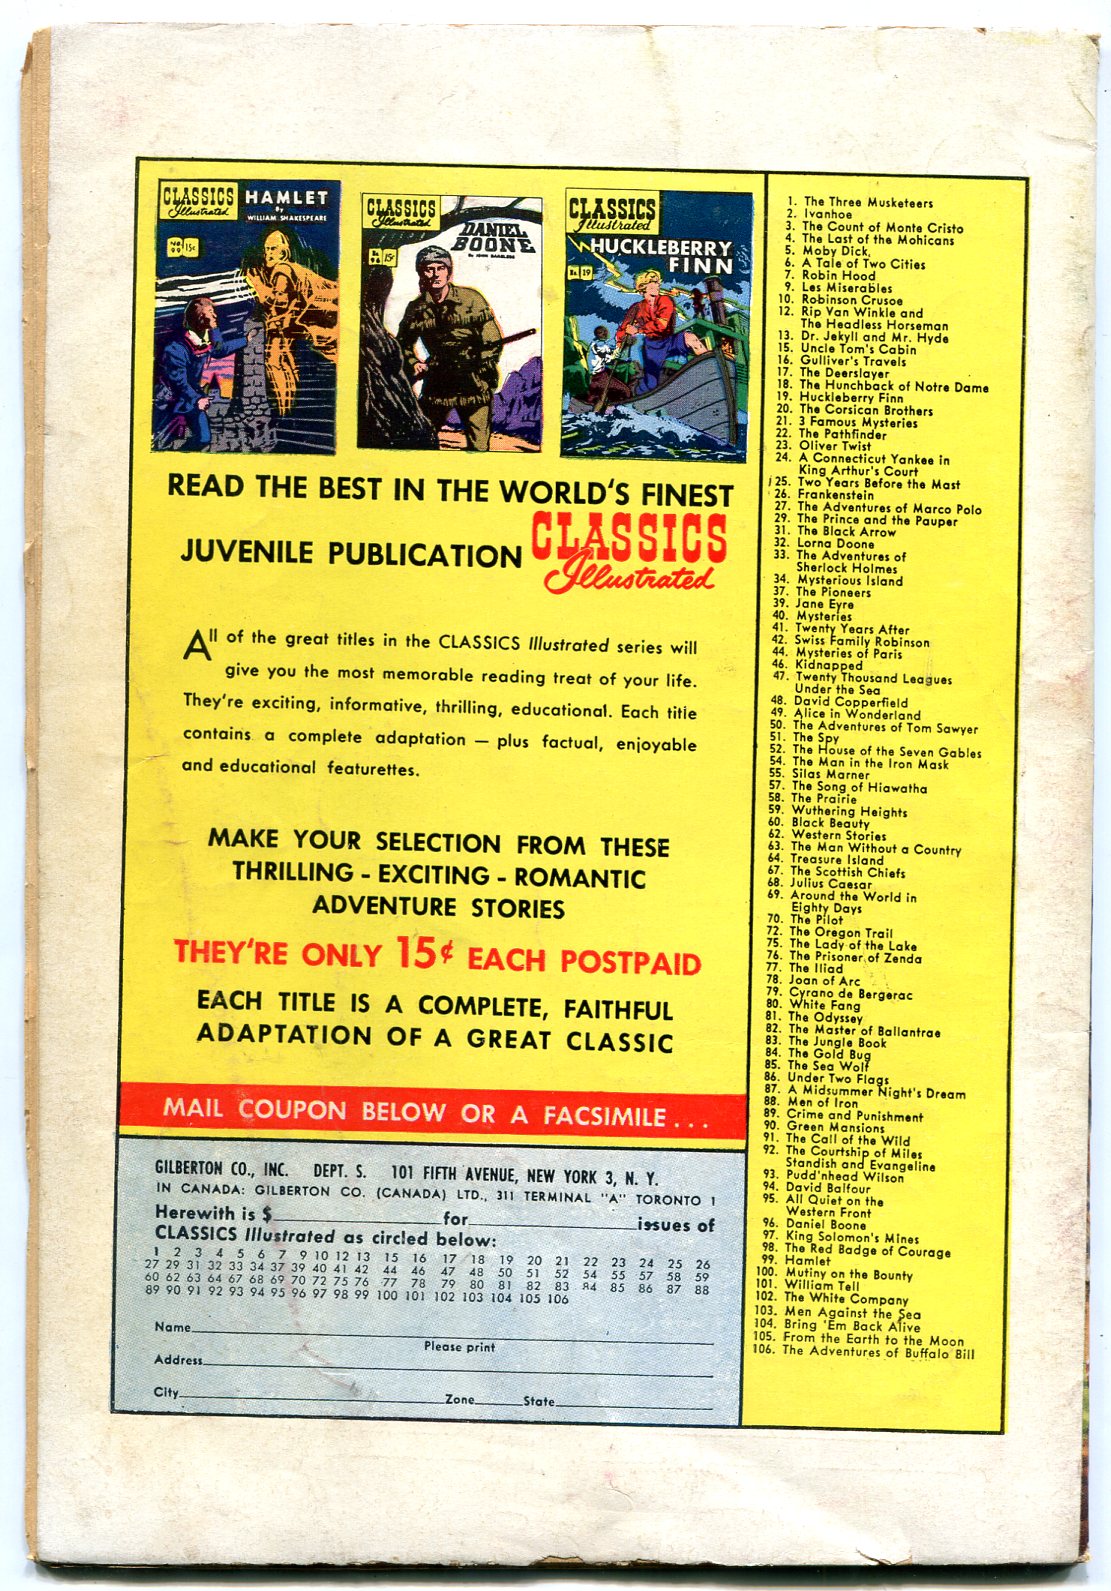 CLASSICS
Illustrated
HAMLET
By
WILLIAM SHAKESPEARE
NO.
99
15¢
CLASSICS
Illustrated
DANIEL
BOONE
No.
96
15¢
CLASSICS
Illustrated
HUCKLEBERRY
FINN
No. 19
READ THE BEST IN THE WORLD'S FINEST
JUVENILE PUBLICATION CLASSICS
Illustrated
All of the great titles in the CLASSICS Illustrated series will
give you the most memorable reading treat of your life.
They're exciting, informative, thrilling, educational. Each title
contains a complete adaptation — plus factual, enjoyable
and educational featurettes.
MAKE YOUR SELECTION FROM THESE
THRILLING - EXCITING - ROMANTIC
ADVENTURE STORIES
THEY'RE ONLY 15¢ EACH POSTPAID
EACH TITLE IS A COMPLETE, FAITHFUL
ADAPTATION OF A GREAT CLASSIC
MAIL COUPON BELOW OR A FACSIMILE . . .
GILBERTON CO., INC. DEPT. S. 101 FIFTH AVENUE, NEW YORK 3, N. Y.
IN CANADA: GILBERTON CO. (CANADA) LTD., 311 TERMINAL "A" TORONTO 1
Herewith is $ for issues of
CLASSICS Illustrated as circled below:
1 2 3 4 5 6 7 9 10 12 13 15 16 17 18 19 20 21 22 23 24 25 26
27 29 31 32 33 34 37 39 40 41 42 44 46 47 48 49 50 51 52 54 55 57 58 59
60 62 63 64 67 68 69 70 72 75 76 77 78 79 80 81 82 83 84 85 86 87 88
89 90 91 92 93 94 95 96 97 98 99 100 101 102 103 104 105 106
Name
Please print
Address
City Zone State
1. The Three Musketeers
2. Ivanhoe
3. The Count of Monte Cristo
4. The Last of the Mohicans
5. Moby Dick
6. A Tale of Two Cities
7. Robin Hood
9. Les Miserables
10. Robinson Crusoe
12. Rip Van Winkle and
The Headless Horseman
13. Dr. Jekyll and Mr. Hyde
15. Uncle Tom's Cabin
16. Gulliver's Travels
17. The Deerslayer
18. The Hunchback of Notre Dame
19. Huckleberry Finn
20. The Corsican Brothers
21. 3 Famous Mysteries
22. The Pathfinder
23. Oliver Twist
24. A Connecticut Yankee in
King Arthur's Court
25. Two Years Before the Mast
26. Frankenstein
27. The Adventures of Marco Polo
29. The Prince and the Pauper
31. The Black Arrow
32. Lorna Doone
33. The Adventures of
Sherlock Holmes
34. Mysterious Island
37. The Pioneers
39. Jane Eyre
40. Mysteries
41. Twenty Years After
42. Swiss Family Robinson
44. Mysteries of Paris
46. Kidnapped
47. Twenty Thousand Leagues
Under the Sea
48. David Copperfield
49. Alice in Wonderland
50. The Adventures of Tom Sawyer
51. The Spy
52. The House of the Seven Gables
54. The Man in the Iron Mask
55. Silas Marner
57. The Song of Hiawatha
58. The Prairie
59. Wuthering Heights
60. Black Beauty
62. Western Stories
63. The Man Without a Country
64. Treasure Island
67. The Scottish Chiefs
68. Julius Caesar
69. Around the World in
Eighty Days
70. The Pilot
72. The Oregon Trail
75. The Lady of the Lake
76. The Prisoner of Zenda
77. The Iliad
78. Joan of Arc
79. Cyrano de Bergerac
80. White Fang
81. The Odyssey
82. The Master of Ballantrae
83. The Jungle Book
84. The Gold Bug
85. The Sea Wolf
86. Under Two Flags
87. A Midsummer Night's Dream
88. Men of Iron
89. Crime and Punishment
90. Green Mansions
91. The Call of the Wild
92. The Courtship of Miles
Standish and Evangeline
93. Pudd'nhead Wilson
94. David Balfour
95. All Quiet on the
Western Front
96. Daniel Boone
97. King Solomon's Mines
98. The Red Badge of Courage
99. Hamlet
100. Mutiny on the Bounty
101. William Tell
102. The White Company
103. Men Against the Sea
104. Bring 'Em Back Alive
105. From the Earth to the Moon
106. The Adventures of Buffalo Bill